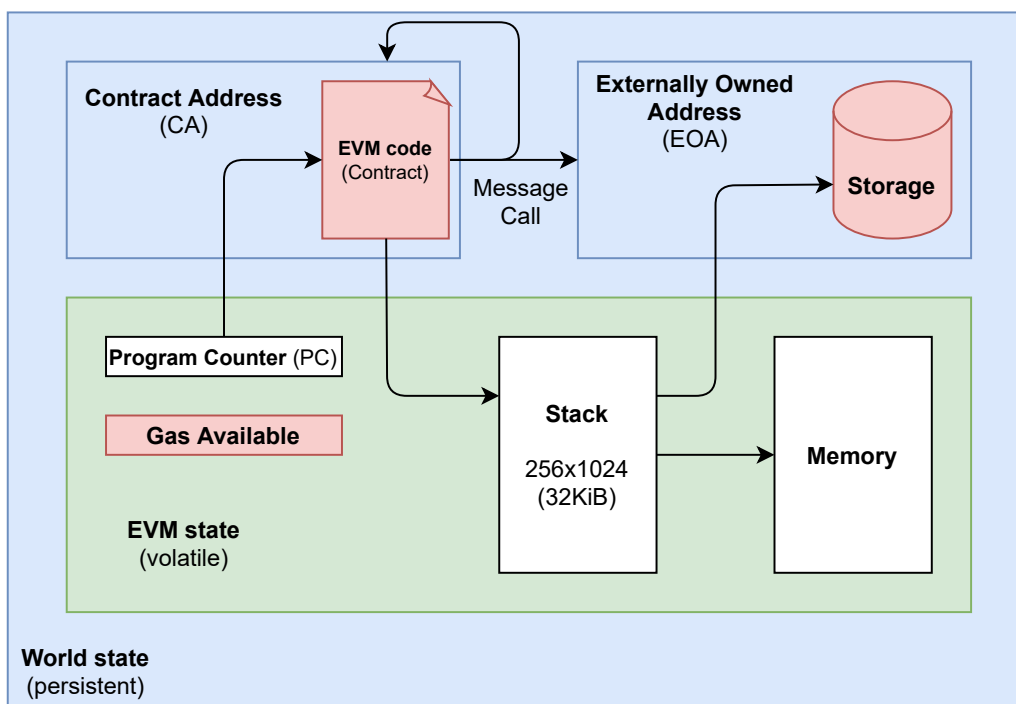 Contract Address
(CA)
EVM code
(Contract)
Message
Call
Externally Owned
Address
(EOA)
Storage
Program Counter (PC)
Gas Available
Stack
256x1024
(32KiB)
Memory
EVM state
(volatile)
World state
(persistent)